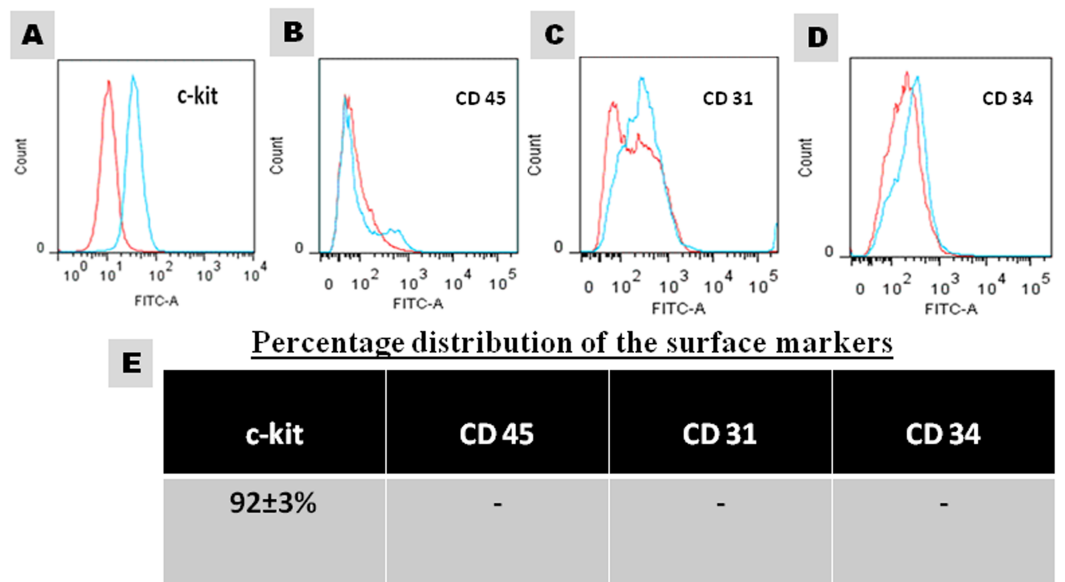 A
B
C
D
c-kit
CD 45
CD 31
CD 34
Count
Count
Count
Count
0
0
0
0
10^0 10^1 10^2 10^3 10^4
0 10^2 10^3 10^4 10^5
0 10^2 10^3 10^4 10^5
0 10^2 10^3 10^4 10^5
FITC-A
FITC-A
FITC-A
FITC-A
Percentage distribution of the surface markers
E
c-kit CD 45 CD 31 CD 34
92±3% - - -